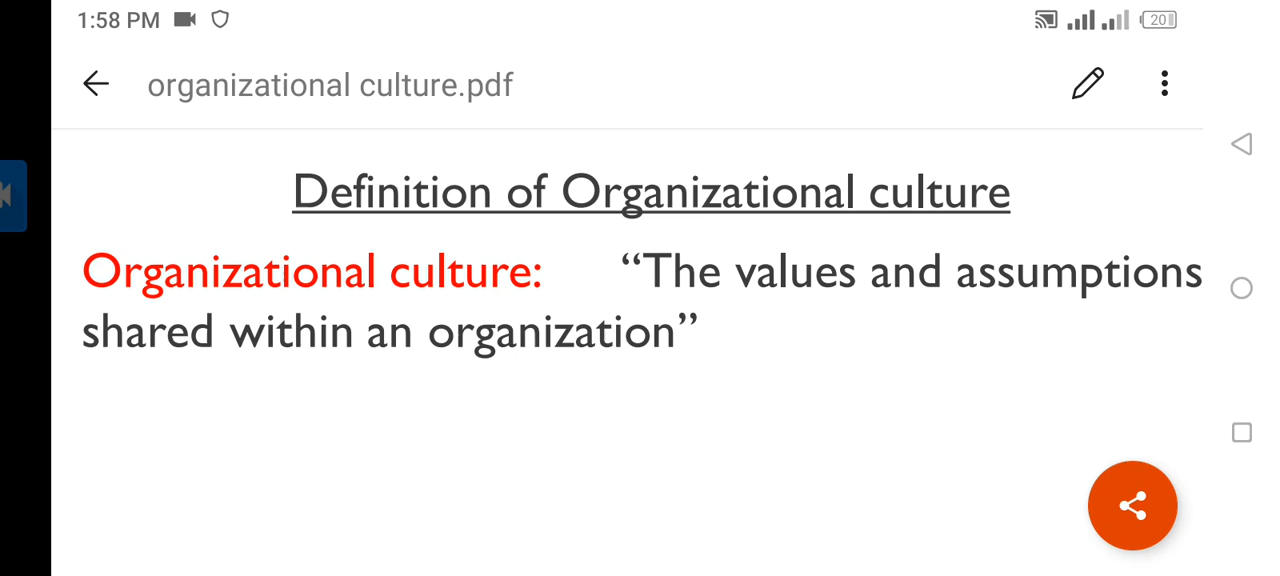 1:58 PM
20
organizational culture.pdf
Definition of Organizational culture
Organizational culture: “The values and assumptions
shared within an organization”